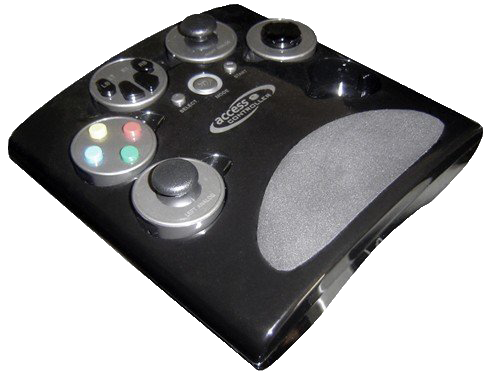 START
MODE
SELECT
access
CONTROLLER
LEFT ANALOG